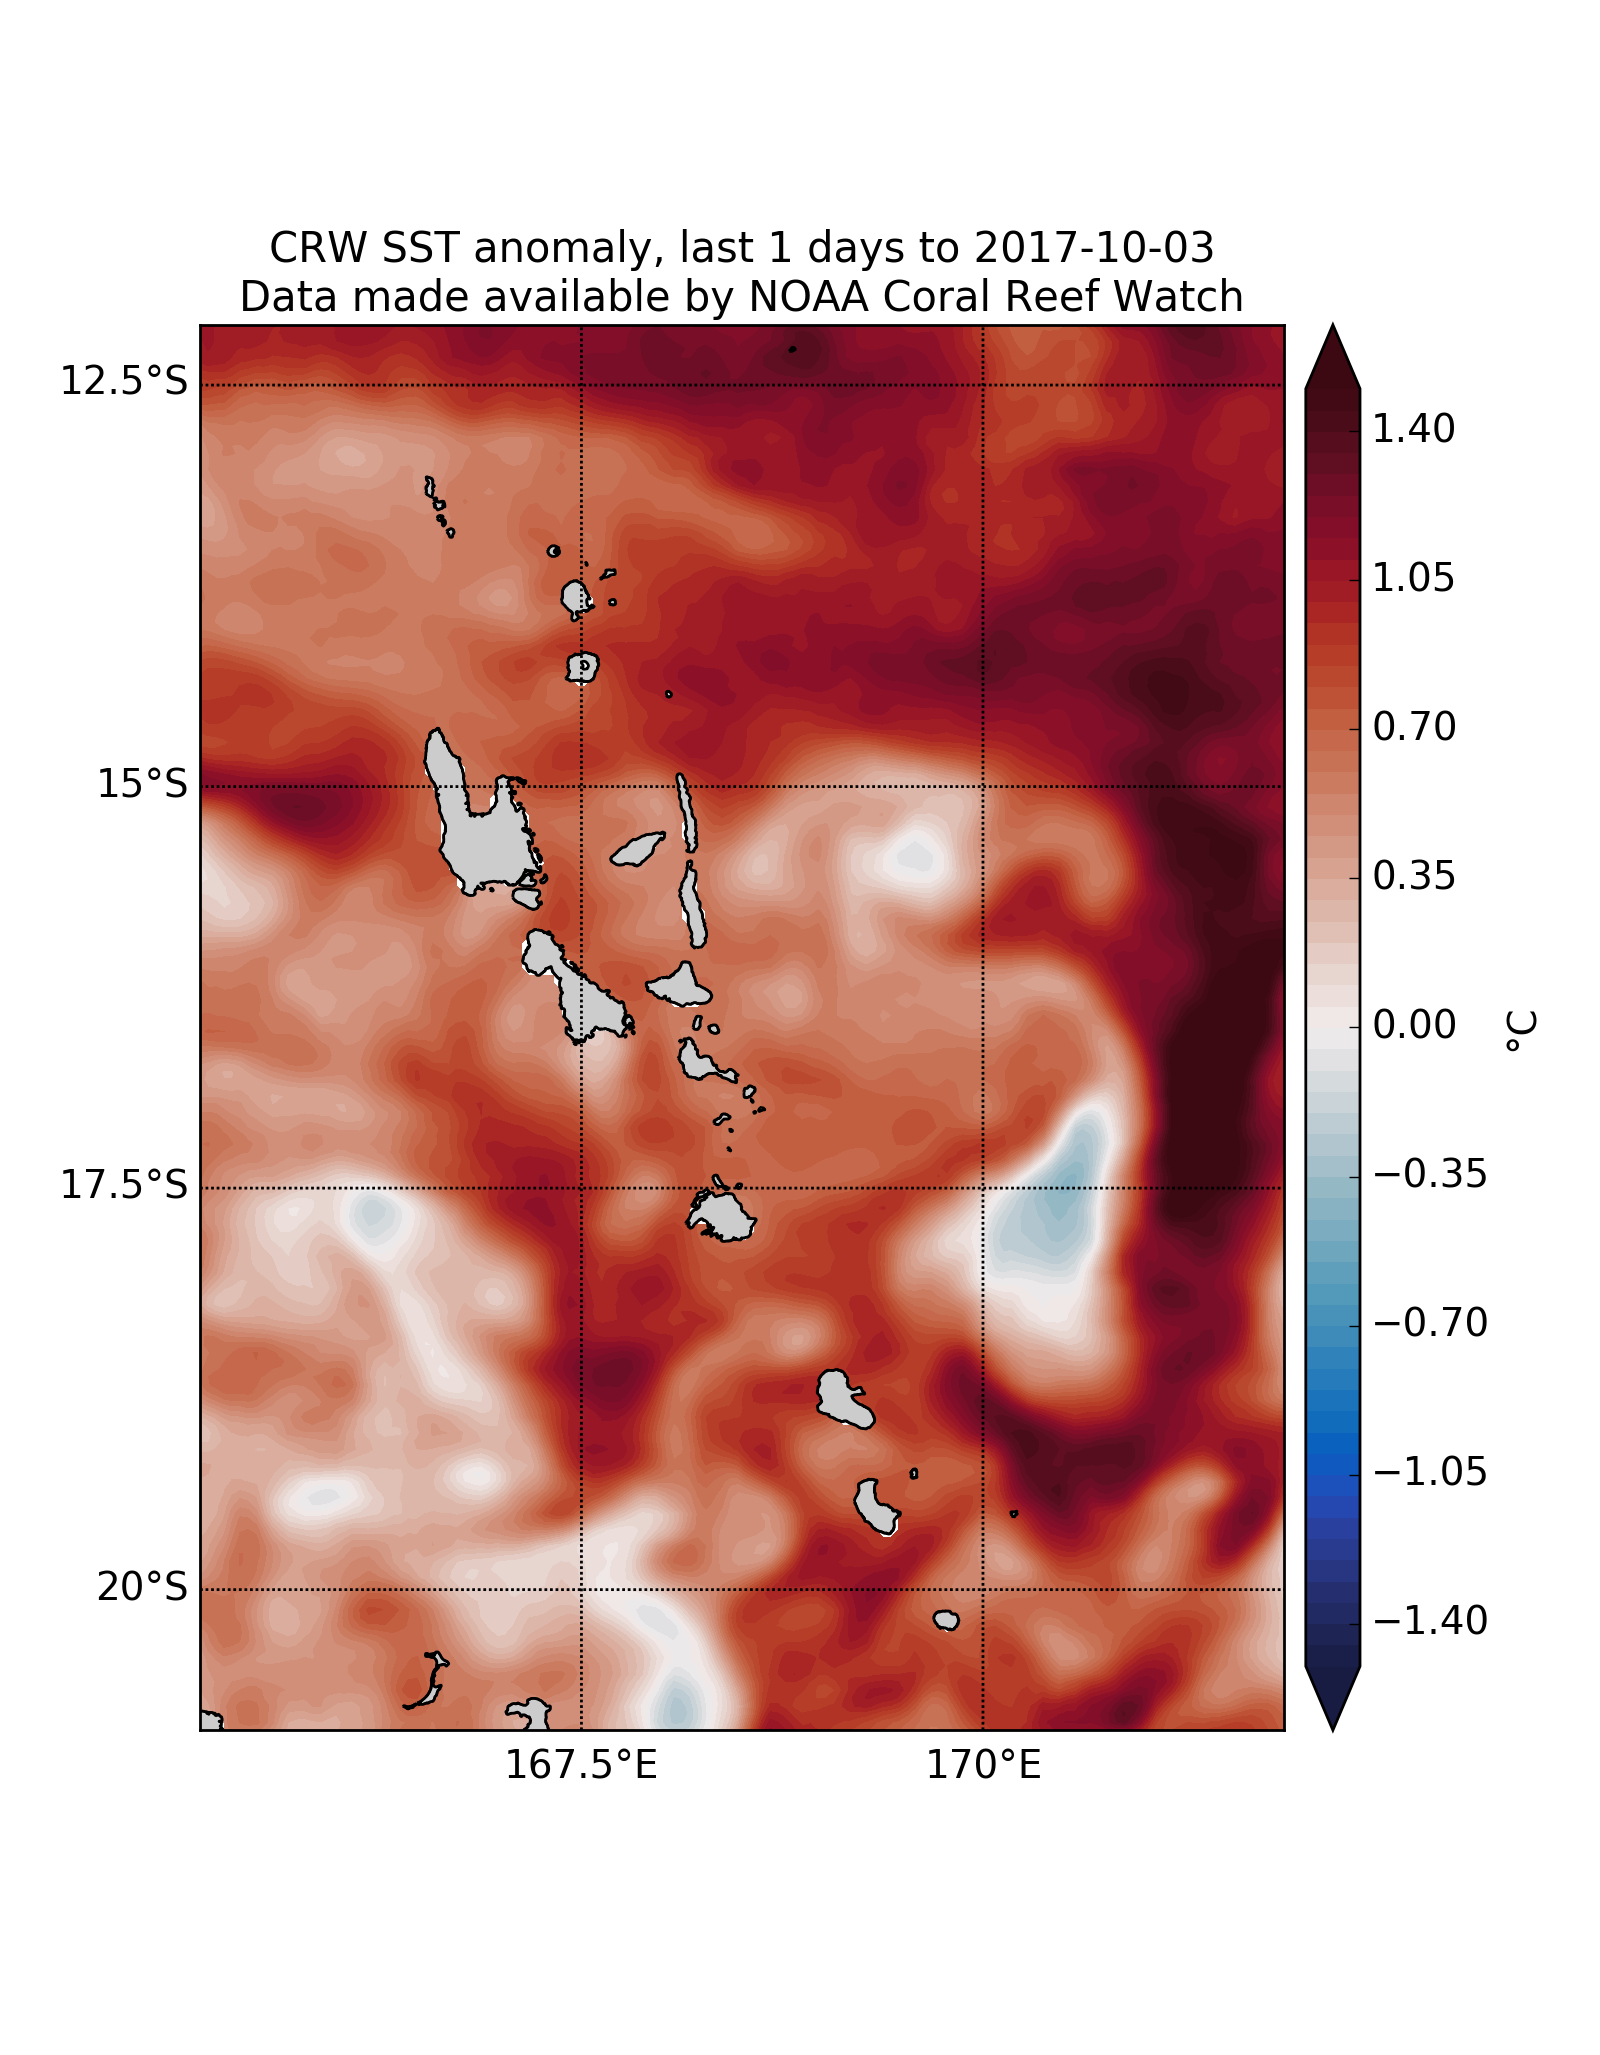 CRW SST anomaly, last 1 days to 2017-10-03
Data made available by NOAA Coral Reef Watch
12.5°S
15°S
17.5°S
20°S
167.5°E
170°E
1.40
1.05
0.70
0.35
0.00
−0.35
−0.70
−1.05
−1.40
°C